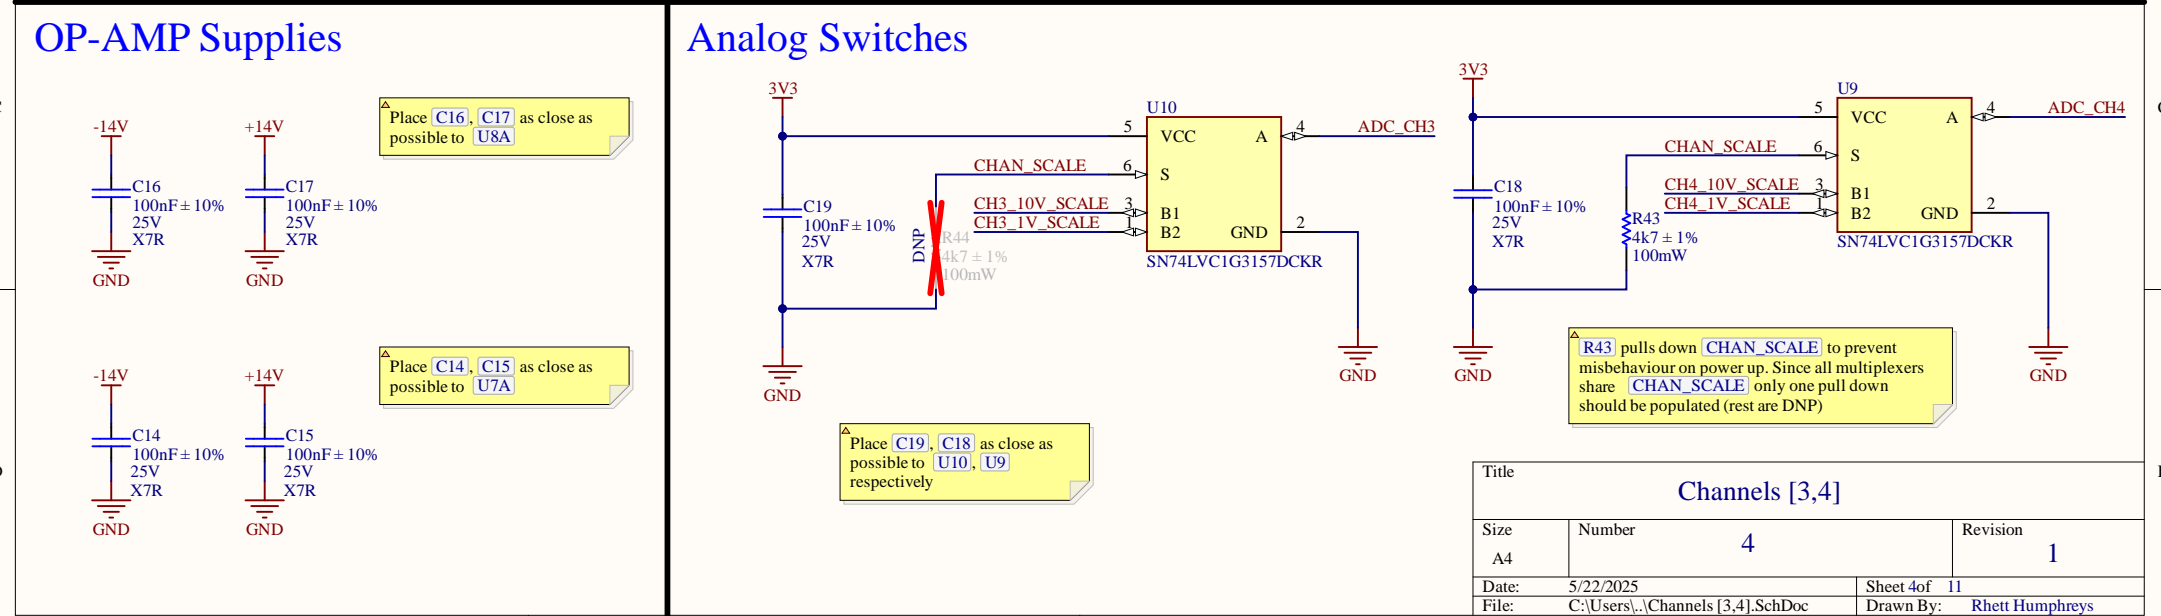 OP-AMP Supplies
-14V
+14V
C16
100nF ± 10%
25V
X7R
GND
C17
100nF ± 10%
25V
X7R
GND
Place C16, C17 as close as
possible to U8A
-14V
+14V
C14
100nF ± 10%
25V
X7R
GND
C15
100nF ± 10%
25V
X7R
GND
Place C14, C15 as close as
possible to U7A
Analog Switches
3V3
C19
100nF ± 10%
25V
X7R
GND
DNP
R44
4k7 ± 1%
100mW
CHAN_SCALE
CH3_10V_SCALE
CH3_1V_SCALE
U10
5 VCC A 4
6 S
3 B1
1 B2 GND 2
SN74LVC1G3157DCKR
ADC_CH3
GND
Place C19, C18 as close as
possible to U10, U9
respectively
3V3
C18
100nF ± 10%
25V
X7R
GND
R43
4k7 ± 1%
100mW
CHAN_SCALE
CH4_10V_SCALE
CH4_1V_SCALE
U9
5 VCC A 4
6 S
3 B1
1 B2 GND 2
SN74LVC1G3157DCKR
ADC_CH4
GND
R43 pulls down CHAN_SCALE to prevent
misbehaviour on power up. Since all multiplexers
share CHAN_SCALE only one pull down
should be populated (rest are DNP)
Title
Channels [3,4]
Size Number Revision
A4 4 1
Date: 5/22/2025 Sheet 4of 11
File: C:\Users\..\Channels [3,4].SchDoc Drawn By: Rhett Humphreys